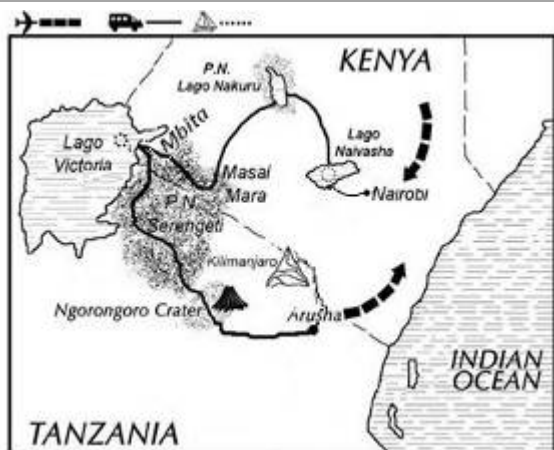 KENYA
P.N.
Lago Nakuru
Mbita
Lago
Victoria
Lago
Naivasha
Masai
Mara
Nairobi
P.N.
Serengeti
Kilimanjaro
Ngorongoro Crater
Arusha
INDIAN
OCEAN
TANZANIA